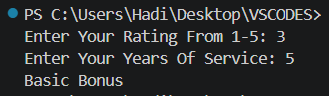 PS C:\Users\Hadi\Desktop\VSCODES>
Enter Your Rating From 1-5: 3
Enter Your Years Of Service: 5
Basic Bonus